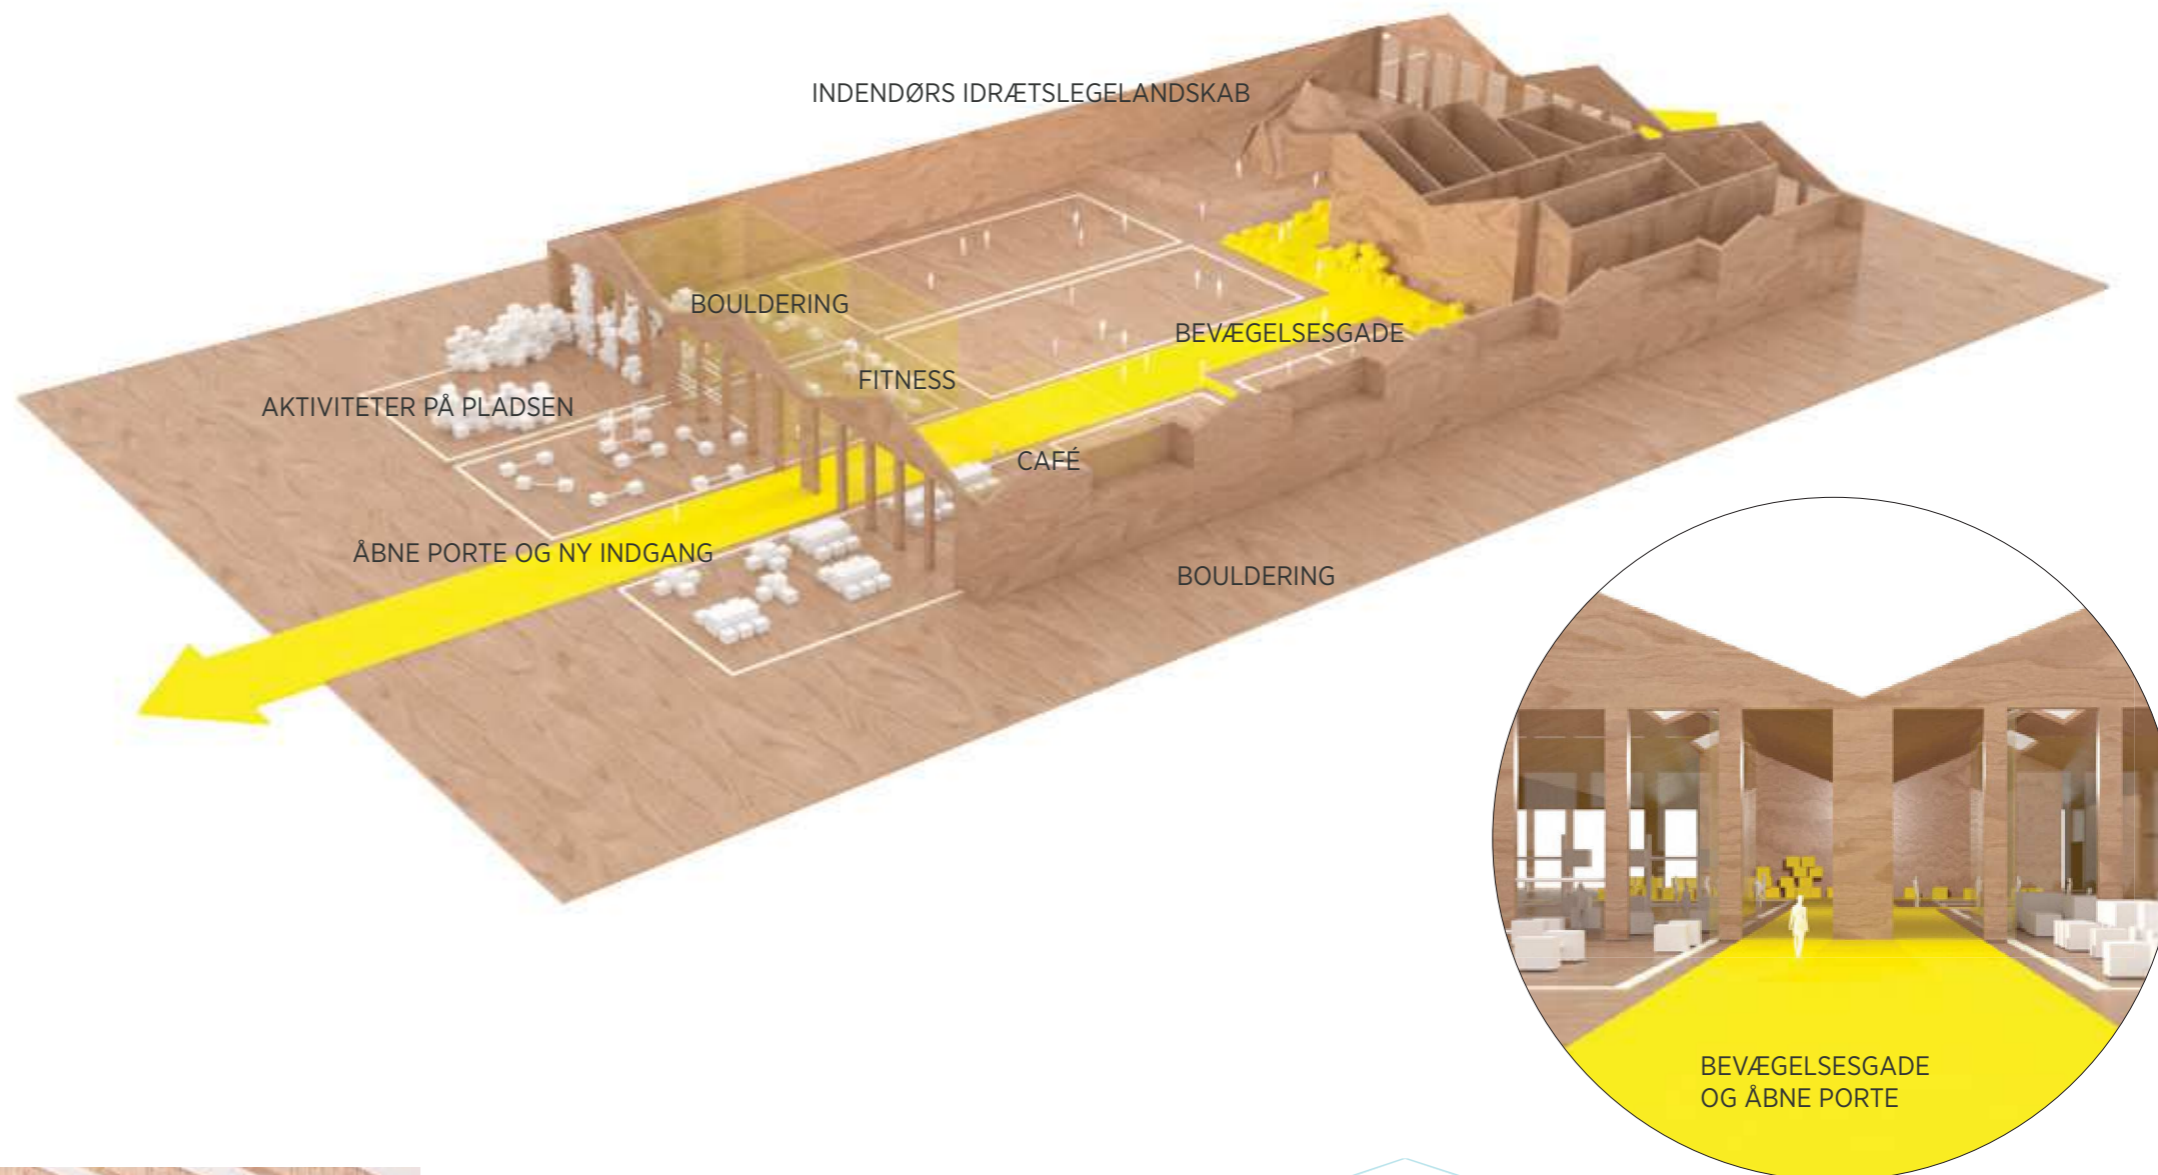 INDENDØRS IDRÆTSLEGELANDSKAB
BOULDERING
BEVÆGELSESGADE
FITNESS
AKTIVITETER PÅ PLADSEN
CAFÉ
ÅBNE PORTE OG NY INDGANG
BOULDERING
BEVÆGELSESGADE
OG ÅBNE PORTE